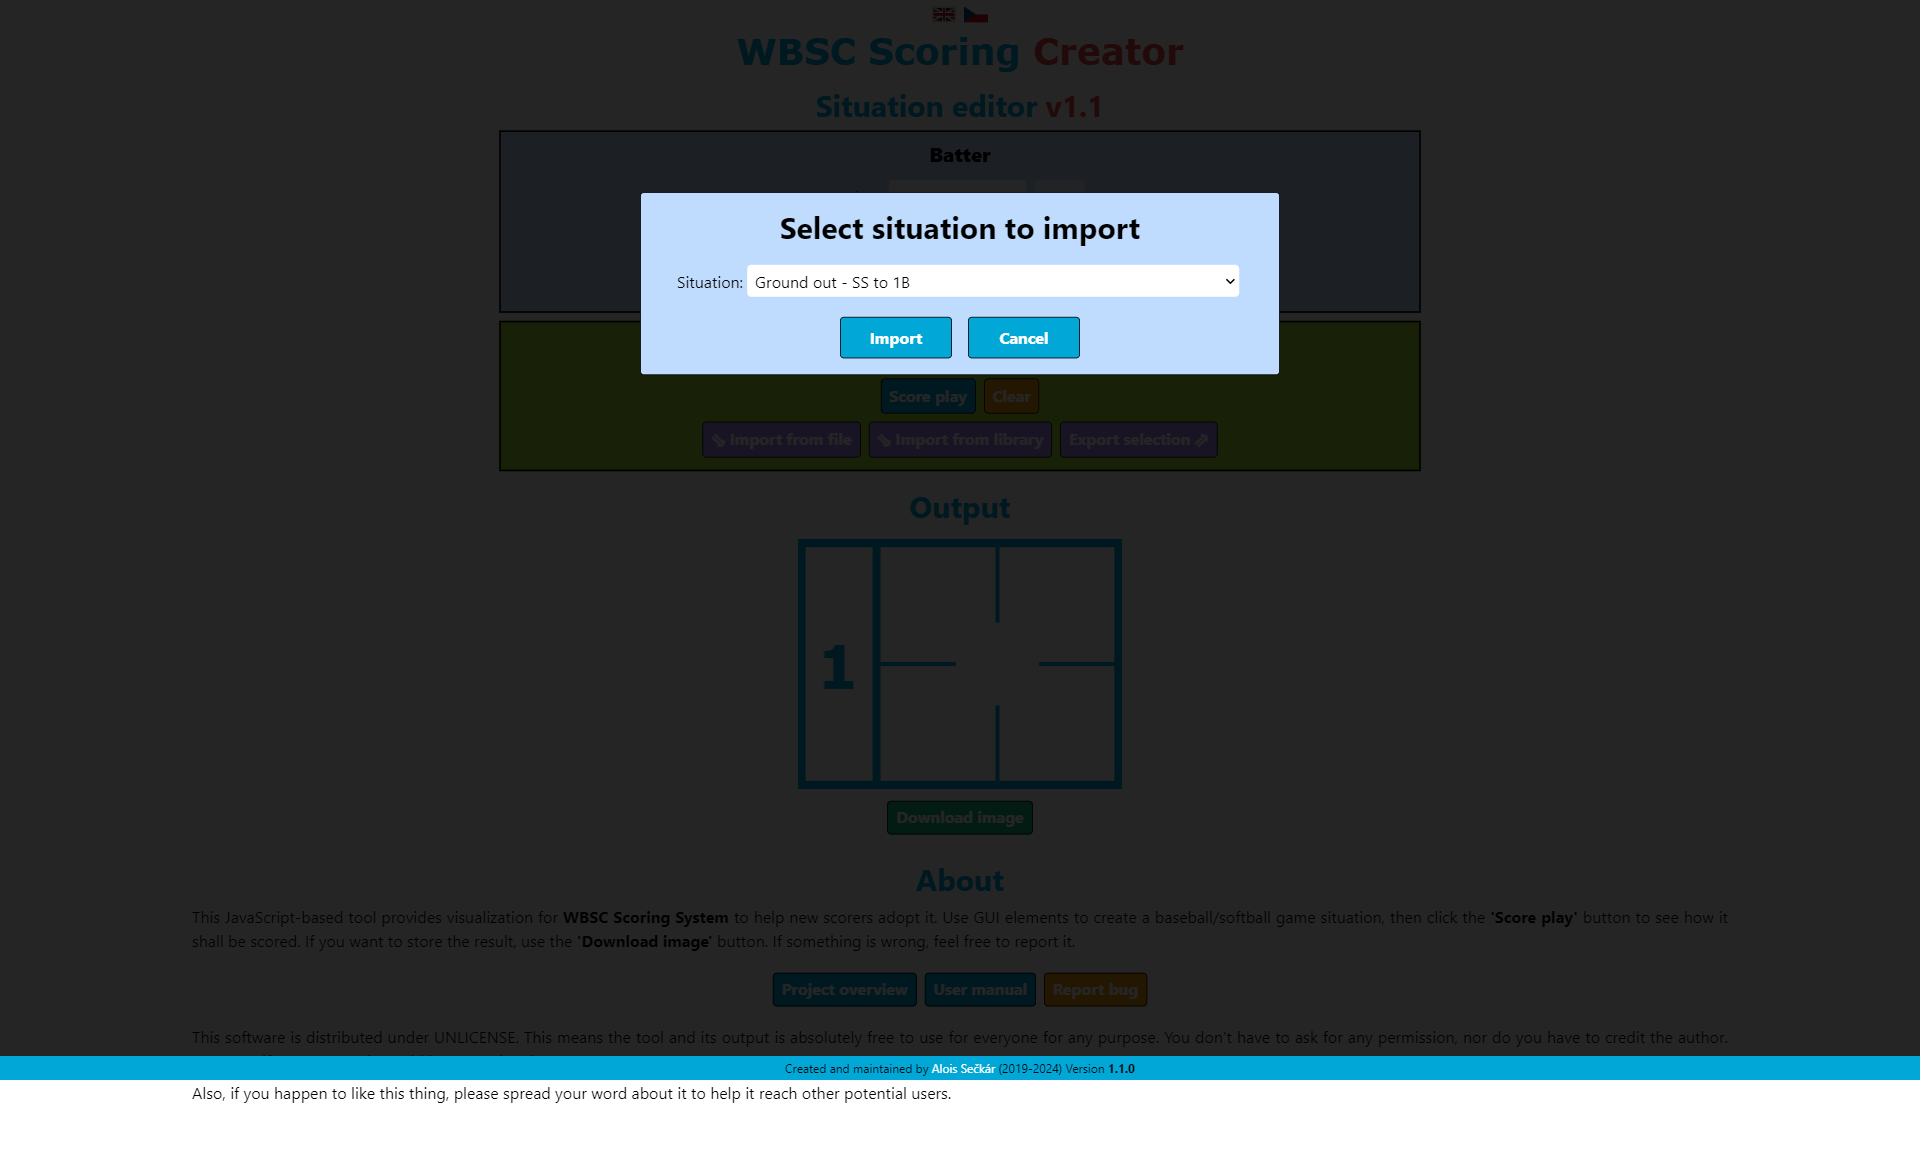 WBSC Scoring Creator
Situation editor v1.1
Batter
Select situation to import
Situation: Ground out - SS to 1B
Import Cancel
Score play Clear
⇘ Import from file ⇘ Import from library Export selection ⇗
Output
1
Download image
About
This JavaScript-based tool provides visualization for WBSC Scoring System to help new scorers adopt it. Use GUI elements to create a baseball/softball game situation, then click the 'Score play' button to see how it
shall be scored. If you want to store the result, use the 'Download image' button. If something is wrong, feel free to report it.
Project overview User manual Report bug
This software is distributed under UNLICENSE. This means the tool and its output is absolutely free to use for everyone for any purpose. You don't have to ask for any permission, nor do you have to credit the author.
Created and maintained by Alois Sečkár (2019-2024) Version 1.1.0
Also, if you happen to like this thing, please spread your word about it to help it reach other potential users.